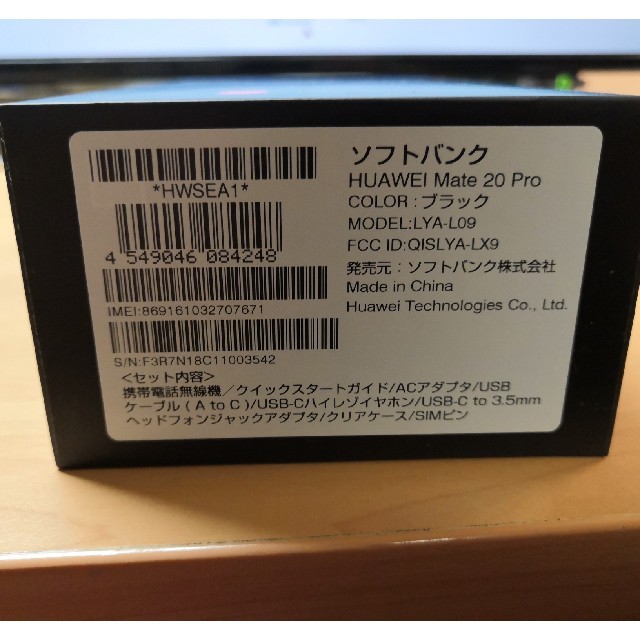 *HWSEA1*
4 549046 084248
IMEI:869161032707671
S/N:F3R7N18C11003542
ソフトバンク
HUAWEI Mate 20 Pro
COLOR:ブラック
MODEL:LYA-L09
FCC ID:QISLYA-LX9
発売元:ソフトバンク株式会社
Made in China
Huawei Technologies Co., Ltd.
<セット内容>
携帯電話無線機/クイックスタートガイド/ACアダプタ/USB
ケーブル(A to C)/USB-Cハイレゾイヤホン/USB-C to 3.5mm
ヘッドフォンジャックアダプタ/クリアケース/SIMピン